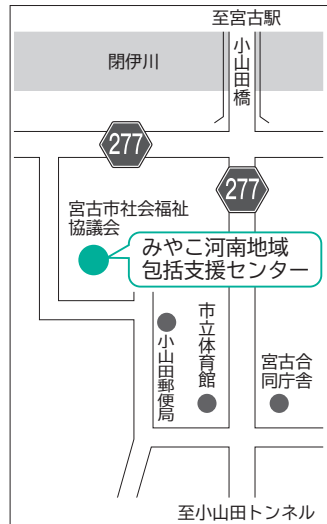 至宮古駅
閉伊川
小山田橋
277
277
宮古市社会福祉
協議会
みやこ河南地域
包括支援センター
小山田郵便局
市立体育館
宮古合
同庁舎
至小山田トンネル